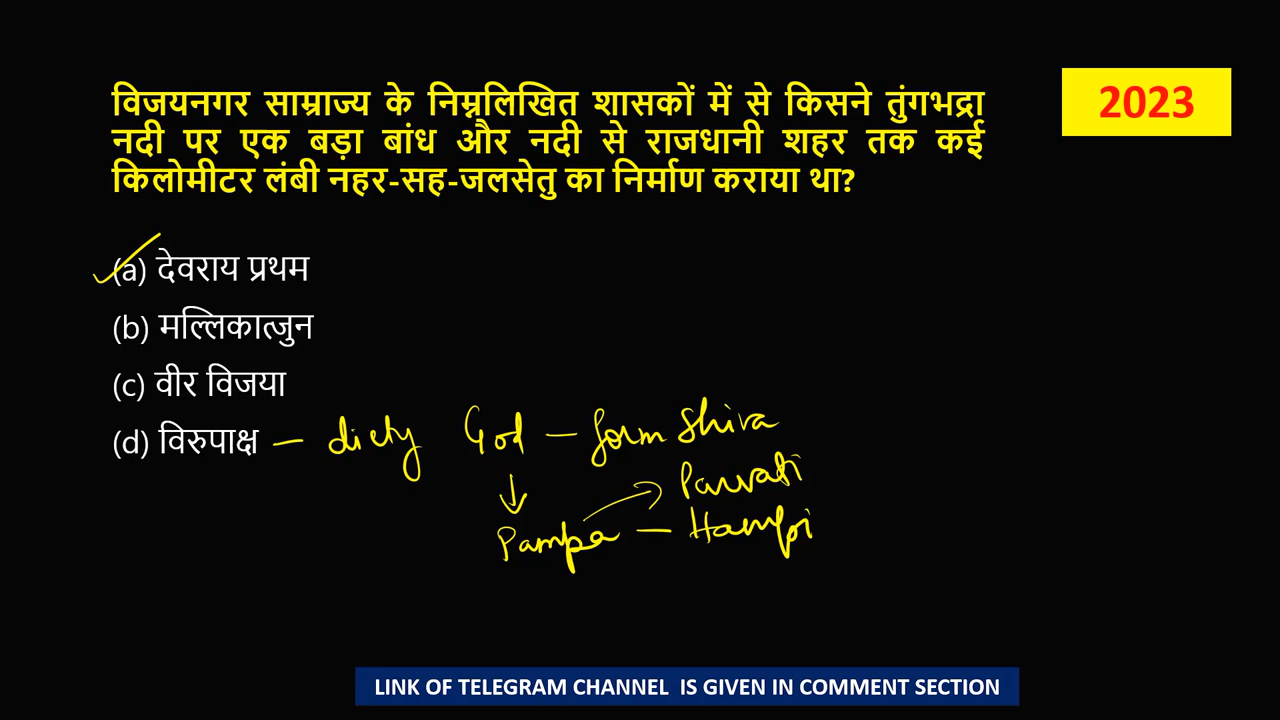 विजयनगर साम्राज्य के निम्नलिखित शासकों में से किसने तुंगभद्रा
2023
नदी पर एक बड़ा बांध और नदी से राजधानी शहर तक कई
किलोमीटर लंबी नहर-सह-जलसेतु का निर्माण कराया था?
(a) देवराय प्रथम
(b) मल्लिकात्जुन
(c) वीर विजया
(d) विरुपाक्ष – diety God – form Shiva
Parvati
Pampa – Hampi
LINK OF TELEGRAM CHANNEL IS GIVEN IN COMMENT SECTION